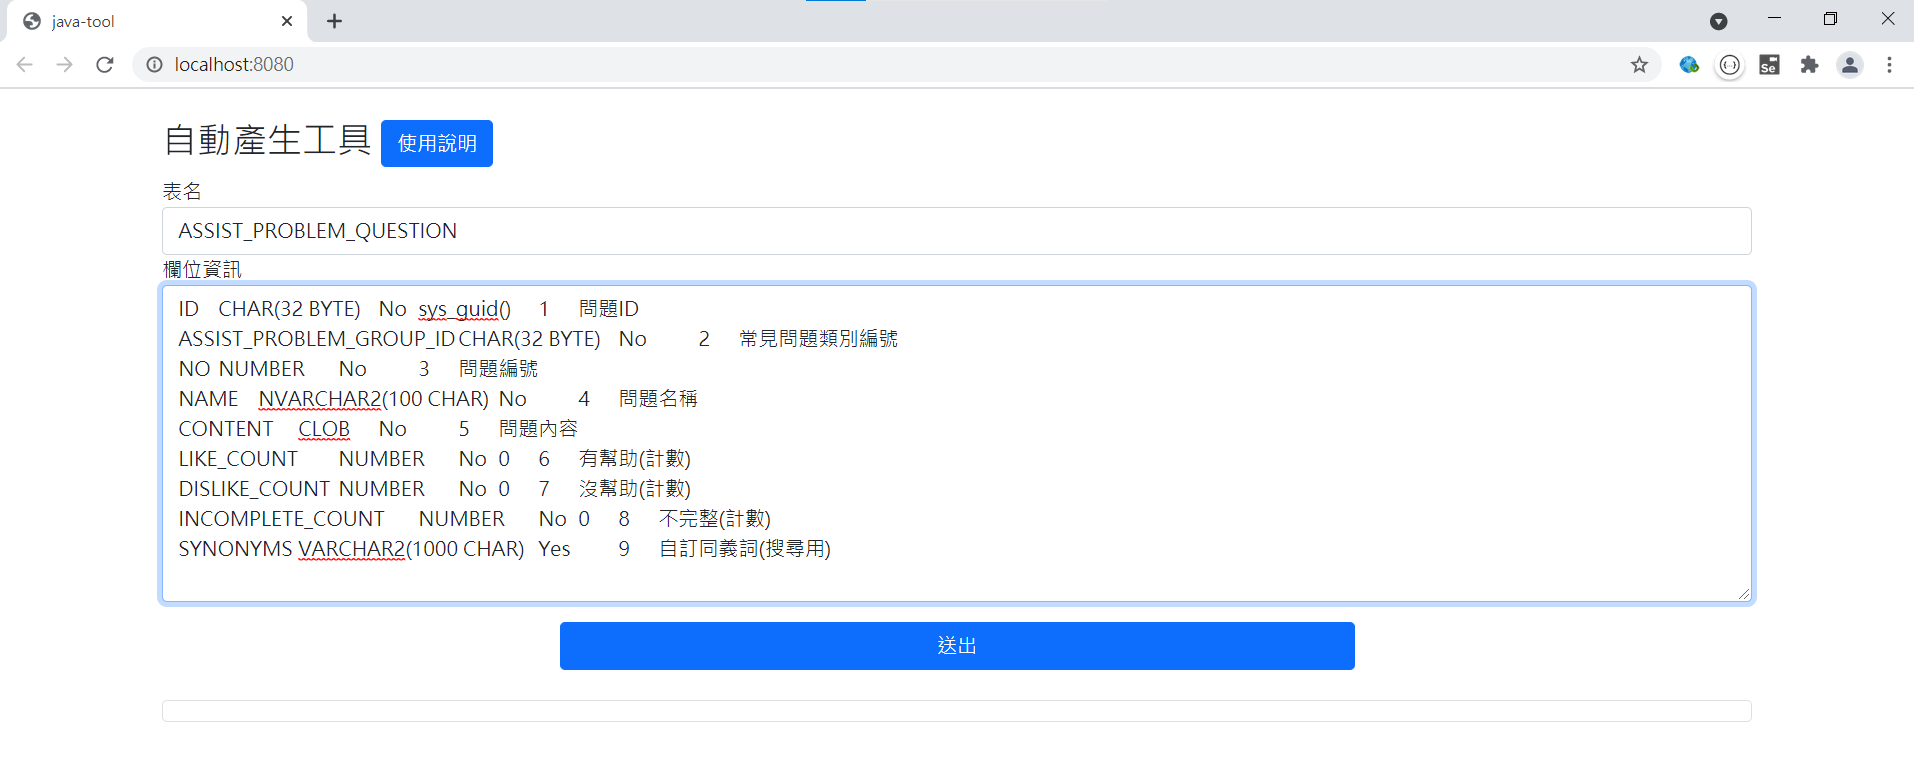 java-tool
localhost:8080
Se
自動產生工具 使用說明
表名
ASSIST_PROBLEM_QUESTION
欄位資訊
ID CHAR(32 BYTE) No sys_guid() 1 問題ID
ASSIST_PROBLEM_GROUP_ID CHAR(32 BYTE) No 2 常見問題類別編號
NO NUMBER No 3 問題編號
NAME NVARCHAR2(100 CHAR) No 4 問題名稱
CONTENT CLOB No 5 問題內容
LIKE_COUNT NUMBER No 0 6 有幫助(計數)
DISLIKE_COUNT NUMBER No 0 7 沒幫助(計數)
INCOMPLETE_COUNT NUMBER No 0 8 不完整(計數)
SYNONYMS VARCHAR2(1000 CHAR) Yes 9 自訂同義詞(搜尋用)
送出